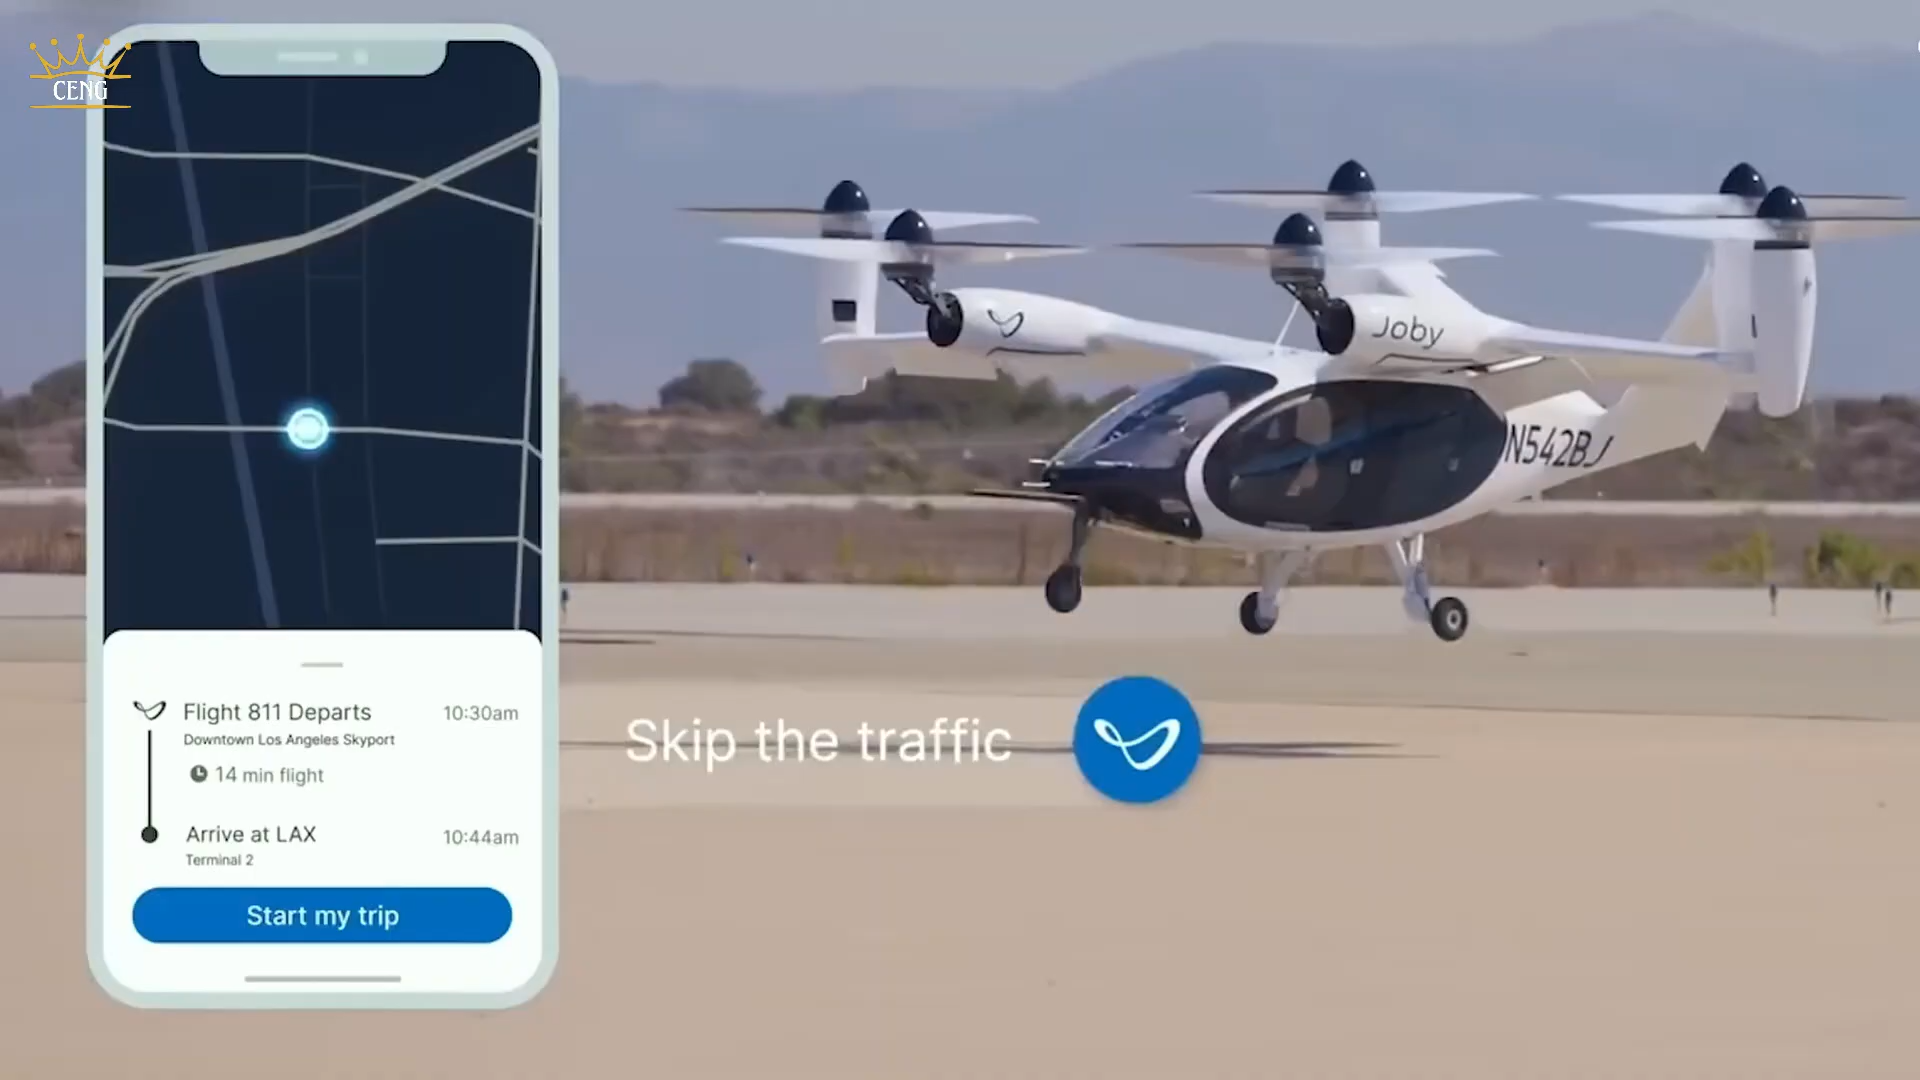 CENG
Joby
N542BJ
Flight 811 Departs 10:30am
Downtown Los Angeles Skyport
14 min flight
Arrive at LAX 10:44am
Terminal 2
Start my trip
Skip the traffic